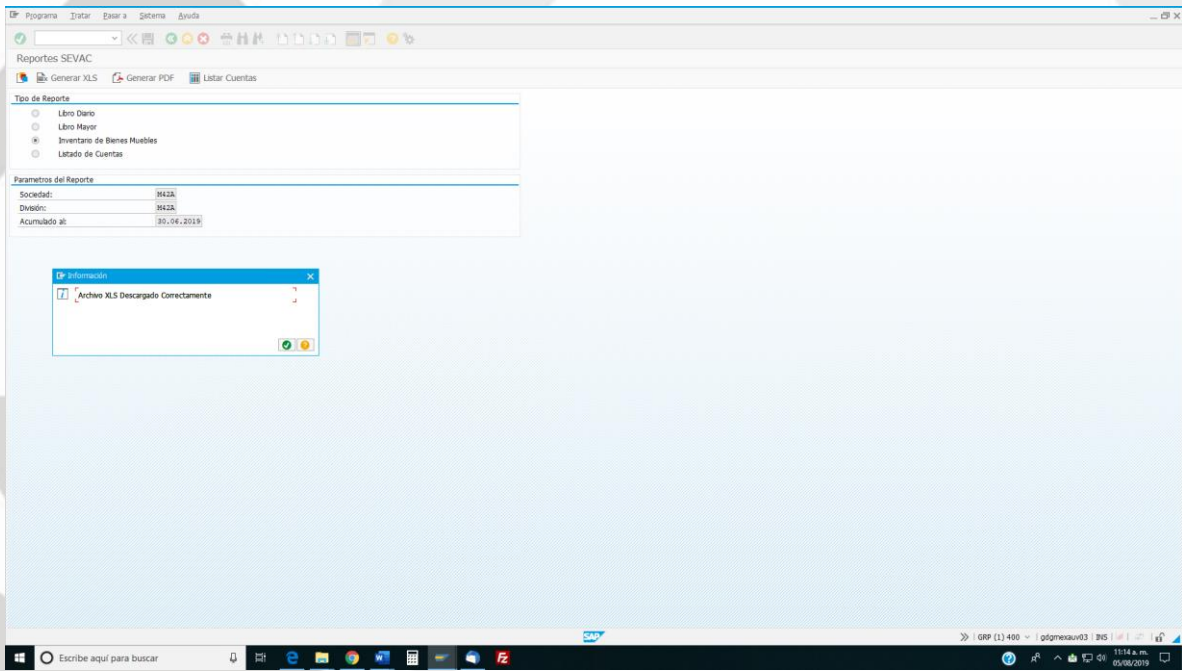 Programa Tratar Pasar a Sistema Ayuda
Reportes SEVAC
Generar XLS Generar PDF Listar Cuentas
Tipo de Reporte
Libro Diario
Libro Mayor
Inventario de Bienes Muebles
Listado de Cuentas
Parametros del Reporte
Sociedad: M42A
División: M42A
Acumulado al: 30.06.2019
Información
Archivo XLS Descargado Correctamente
SAP
GRP (1) 400 gdgmexauv03 INS
Escribe aquí para buscar
11:14 a. m.
05/08/2019